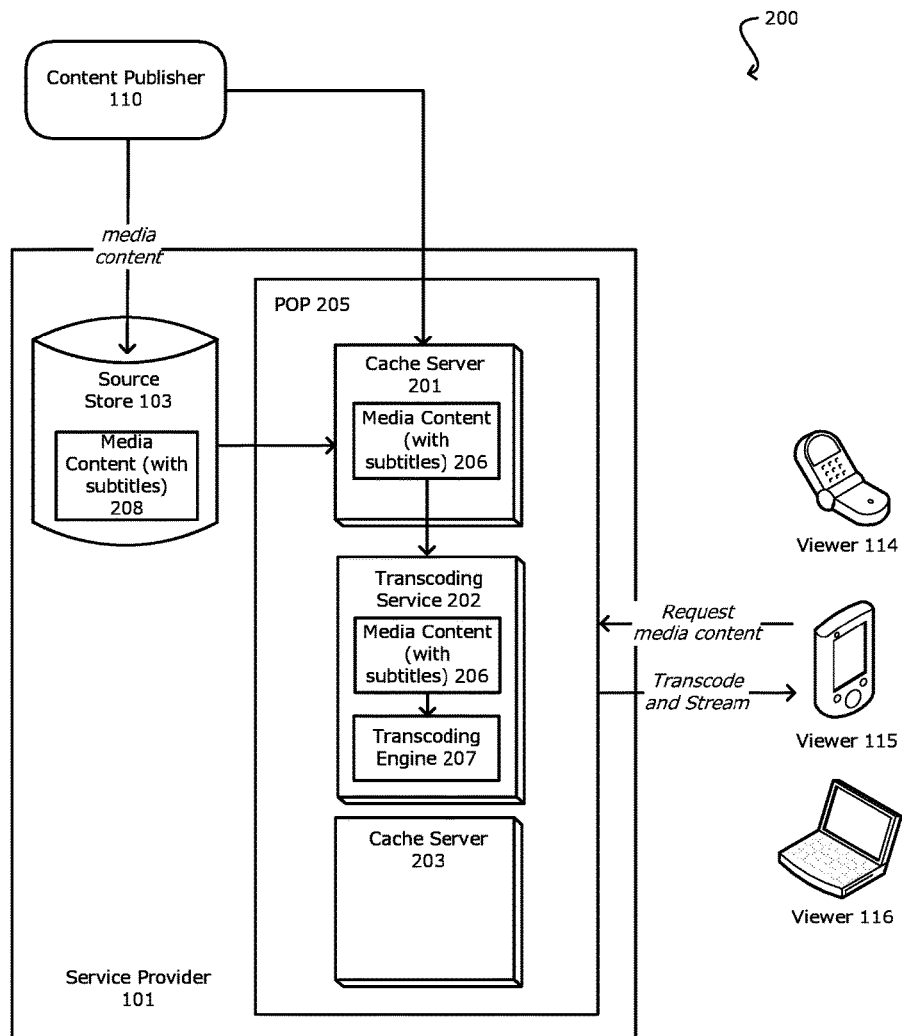 200
Content Publisher
110
media
content
POP 205
Source
Store 103
Media
Content (with
subtitles)
208
Cache Server
201
Media Content
(with
subtitles) 206
Transcoding
Service 202
Media Content
(with
subtitles) 206
Transcoding
Engine 207
Cache Server
203
Service Provider
101
Viewer 114
Request
media content
Transcode
and Stream
Viewer 115
Viewer 116